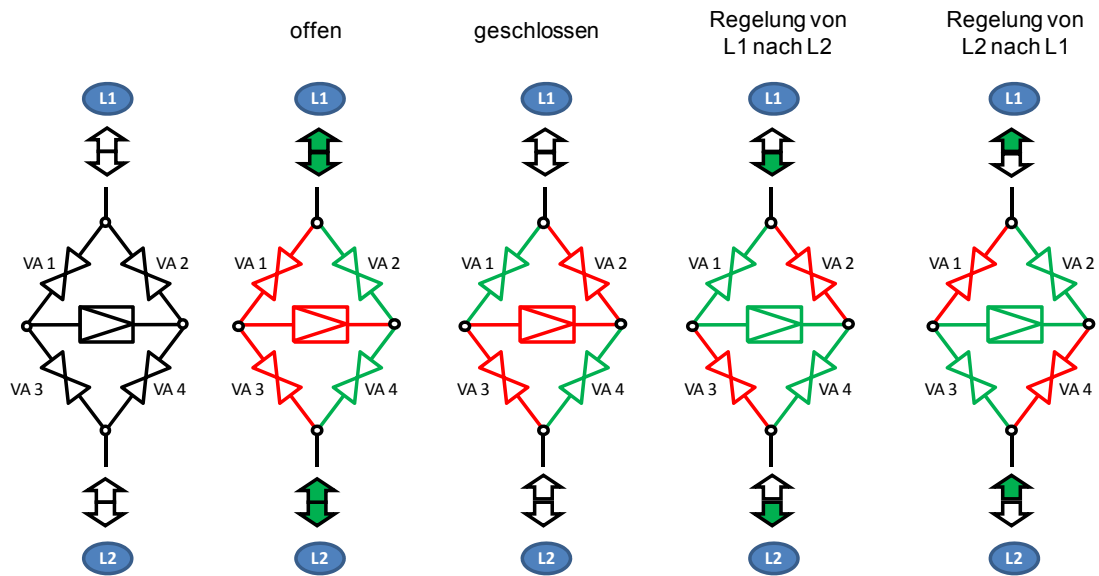 offen
geschlossen
Regelung von
L1 nach L2
Regelung von
L2 nach L1
L1
L1
L1
L1
L1
VA 1
VA 2
VA 1
VA 2
VA 1
VA 2
VA 1
VA 2
VA 1
VA 2
VA 3
VA 4
VA 3
VA 4
VA 3
VA 4
VA 3
VA 4
VA 3
VA 4
L2
L2
L2
L2
L2